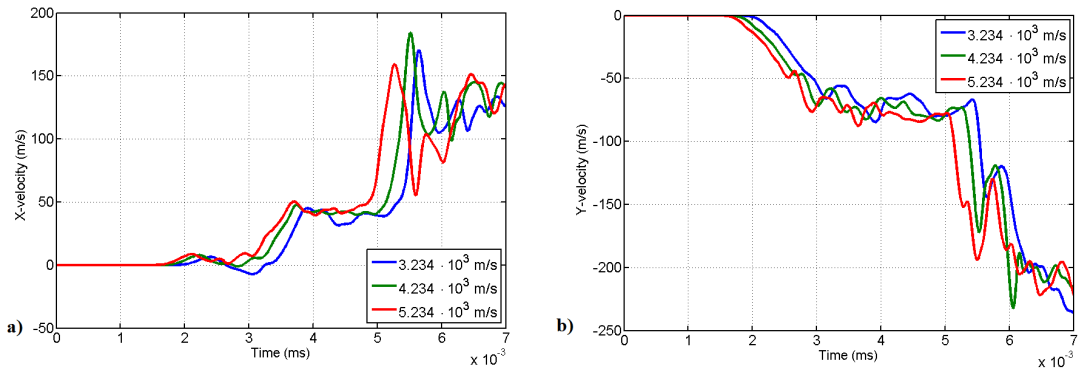 200
150
100
50
0
-50
X-velocity (m/s)
0 1 2 3 4 5 6 7
Time (ms)
x 10⁻³
3.234 · 10³ m/s
4.234 · 10³ m/s
5.234 · 10³ m/s
a)
0
-50
-100
-150
-200
-250
Y-velocity (m/s)
0 1 2 3 4 5 6 7
Time (ms)
x 10⁻³
3.234 · 10³ m/s
4.234 · 10³ m/s
5.234 · 10³ m/s
b)